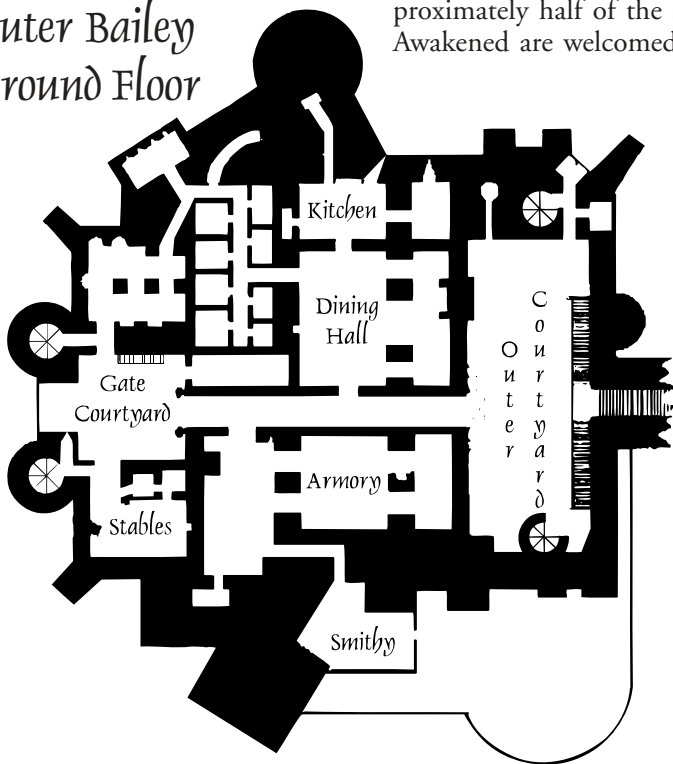 uter Bailey
round Floor
proximately half of the
Awakened are welcomed
Kitchen
Dining
Hall
Gate
Courtyard
Outer
Courtyard
Armory
Stables
Smithy